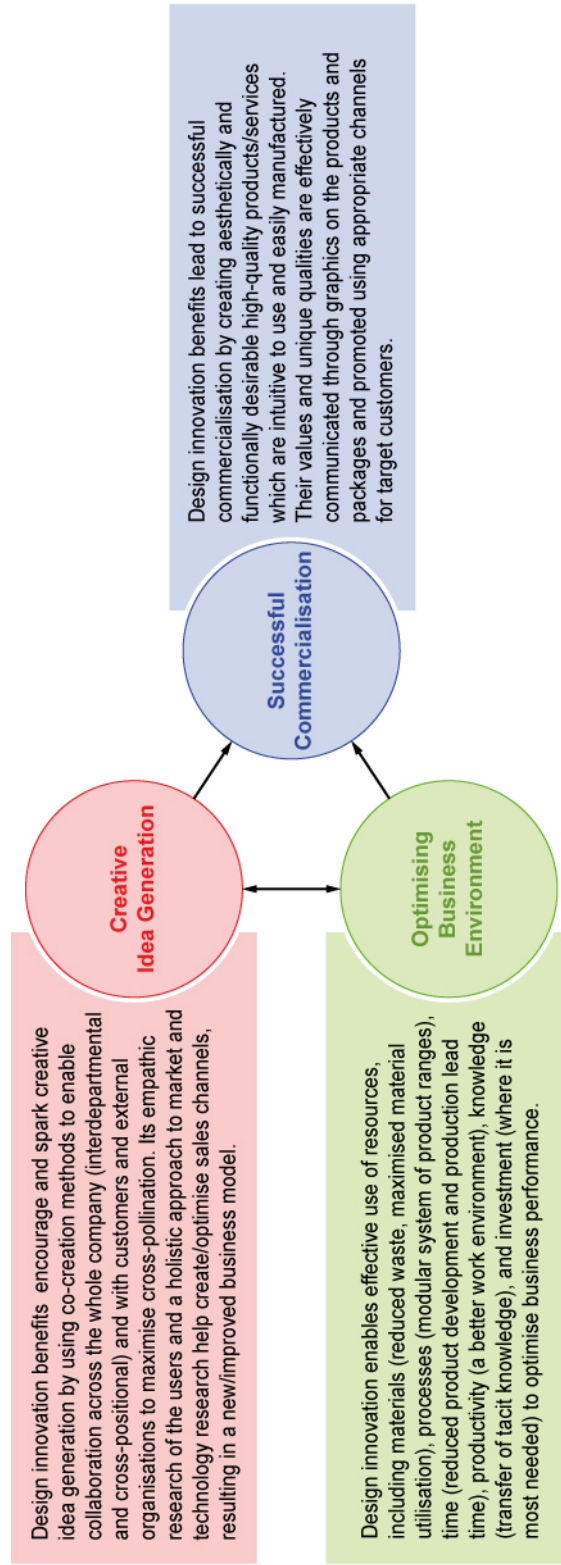 Design innovation benefits  encourage and spark creative
idea generation by using co-creation methods to enable
collaboration across the whole company (interdepartmental
and cross-positional) and with customers and external
organisations to maximise cross-pollination. Its empathic
research of the users and a holistic approach to market and
technology research help create/optimise sales channels,
resulting in a new/improved business model.
Creative
Idea Generation
Design innovation enables effective use of resources,
including materials (reduced waste, maximised material
utilisation), processes (modular system of product ranges),
time (reduced product development and production lead
time), productivity (a better work environment), knowledge
(transfer of tacit knowledge), and investment (where it is
most needed) to optimise business performance.
Optimising
Business
Environment
Successful
Commercialisation
Design innovation benefits lead to successful
commercialisation by creating aesthetically and
functionally desirable high-quality products/services
which are intuitive to use and easily manufactured.
Their values and unique qualities are effectively
communicated through graphics on the products and
packages and promoted using appropriate channels
for target customers.